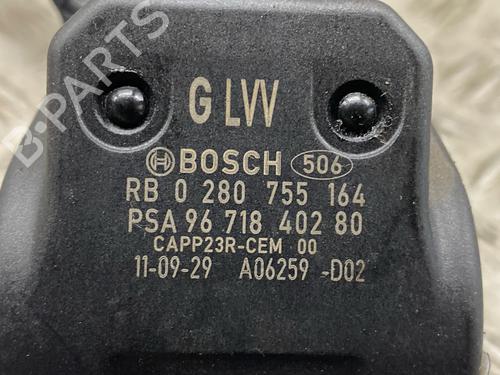 GLW
BOSCH 506
RB 0 280 755 164
PSA 96 718 402 80
CAPP23R-CEM 00
11-09-29 A06259 -D02
B-PARTS